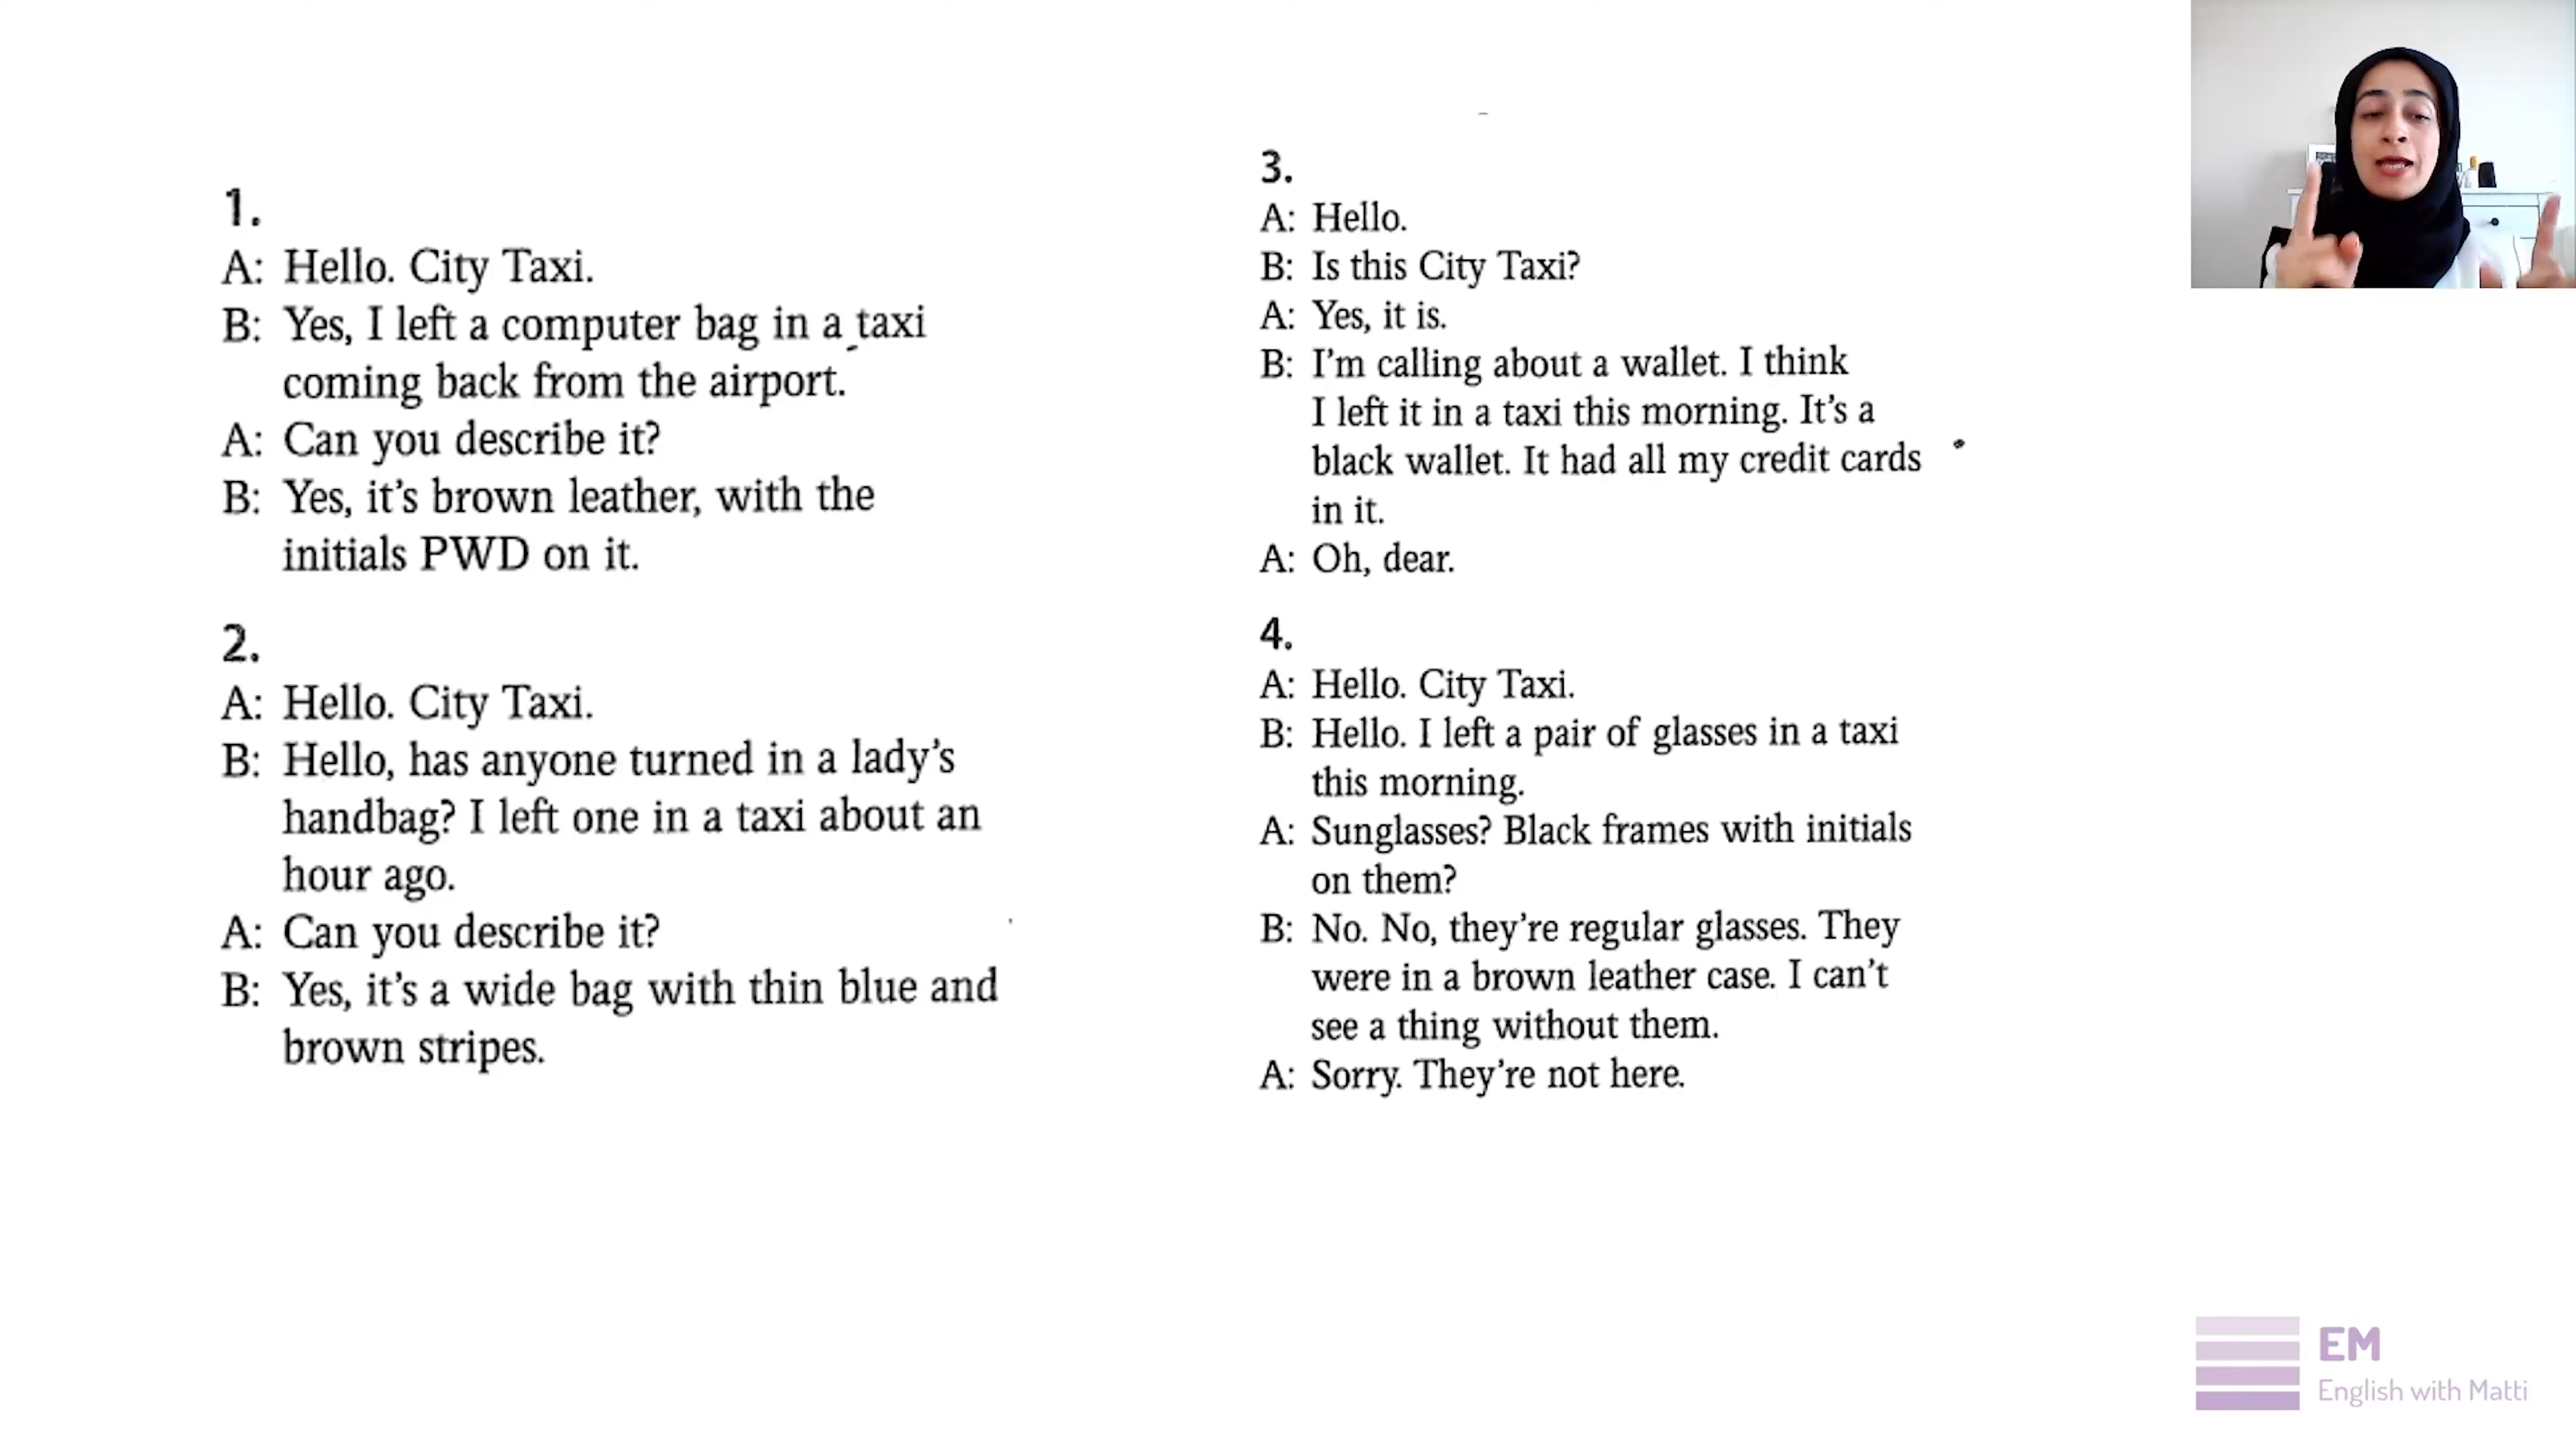 1.
A: Hello. City Taxi.
B: Yes, I left a computer bag in a taxi
coming back from the airport.
A: Can you describe it?
B: Yes, it's brown leather, with the
initials PWD on it.
2.
A: Hello. City Taxi.
B: Hello, has anyone turned in a lady's
handbag? I left one in a taxi about an
hour ago.
A: Can you describe it?
B: Yes, it's a wide bag with thin blue and
brown stripes.
3.
A: Hello.
B: Is this City Taxi?
A: Yes, it is.
B: I'm calling about a wallet. I think
I left it in a taxi this morning. It's a
black wallet. It had all my credit cards
in it.
A: Oh, dear.
4.
A: Hello. City Taxi.
B: Hello. I left a pair of glasses in a taxi
this morning.
A: Sunglasses? Black frames with initials
on them?
B: No. No, they're regular glasses. They
were in a brown leather case. I can't
see a thing without them.
A: Sorry. They're not here.
EM
English with Matti